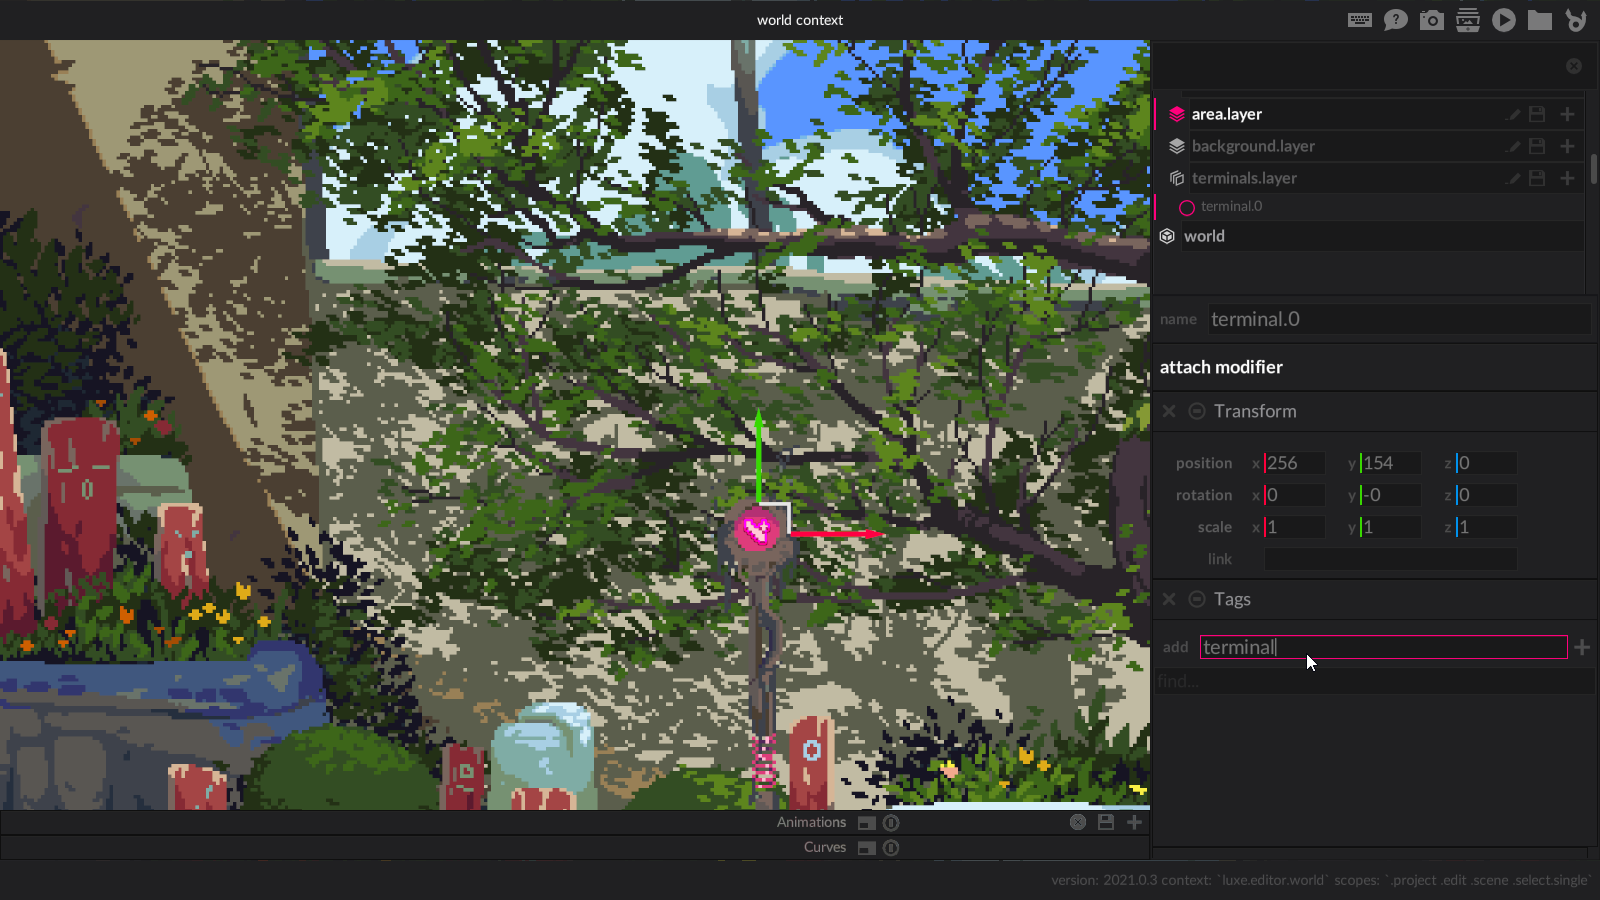 world context
area.layer
background.layer
terminals.layer
terminal.0
world
name terminal.0
attach modifier
Transform
position x 256 y 154 z 0
rotation x 0 y -0 z 0
scale x 1 y 1 z 1
link
Tags
add terminal
find...
Animations
Curves
version: 2021.0.3 context: `luxe.editor.world` scopes: `.project .edit .scene .select.single`